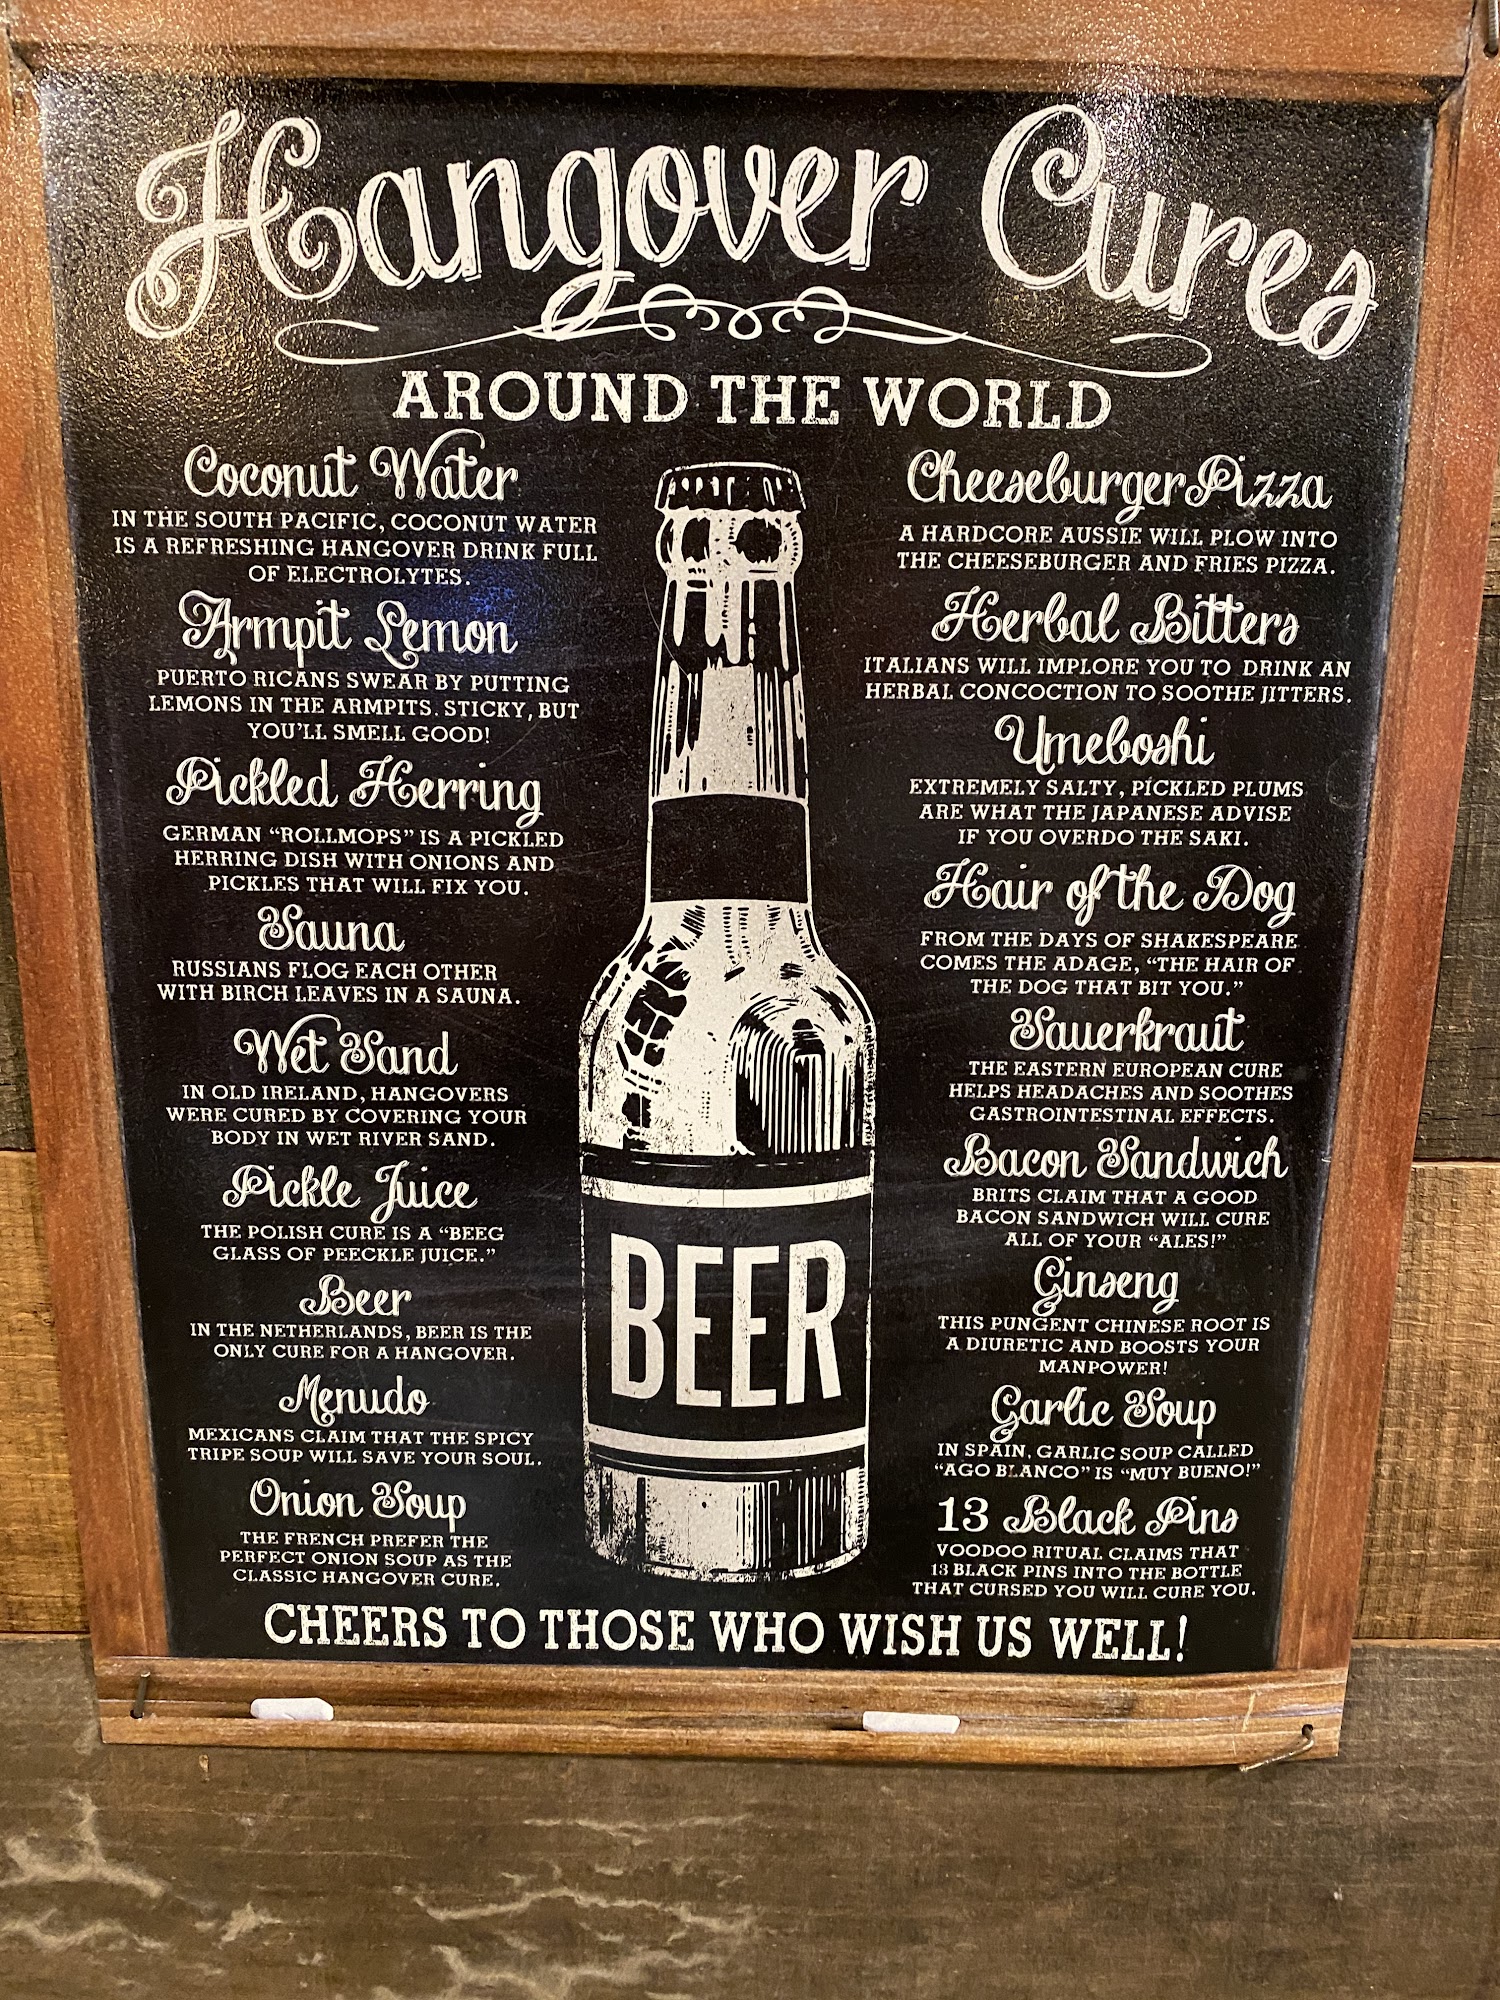 Hangover Cures
AROUND THE WORLD
Coconut Water
IN THE SOUTH PACIFIC, COCONUT WATER
IS A REFRESHING HANGOVER DRINK FULL
OF ELECTROLYTES.
Armpit Lemon
PUERTO RICANS SWEAR BY PUTTING
LEMONS IN THE ARMPITS. STICKY, BUT
YOU'LL SMELL GOOD!
Pickled Herring
GERMAN "ROLLMOPS" IS A PICKLED
HERRING DISH WITH ONIONS AND
PICKLES THAT WILL FIX YOU.
Sauna
RUSSIANS FLOG EACH OTHER
WITH BIRCH LEAVES IN A SAUNA.
Wet Sand
IN OLD IRELAND, HANGOVERS
WERE CURED BY COVERING YOUR
BODY IN WET RIVER SAND.
Pickle Juice
THE POLISH CURE IS A "BEEG
GLASS OF PEECKLE JUICE."
Beer
IN THE NETHERLANDS, BEER IS THE
ONLY CURE FOR A HANGOVER.
Menudo
MEXICANS CLAIM THAT THE SPICY
TRIPE SOUP WILL SAVE YOUR SOUL.
Onion Soup
THE FRENCH PREFER THE
PERFECT ONION SOUP AS THE
CLASSIC HANGOVER CURE.
BEER
Cheeseburger Pizza
A HARDCORE AUSSIE WILL PLOW INTO
THE CHEESEBURGER AND FRIES PIZZA.
Herbal Bitters
ITALIANS WILL IMPLORE YOU TO DRINK AN
HERBAL CONCOCTION TO SOOTHE JITTERS.
Umeboshi
EXTREMELY SALTY, PICKLED PLUMS
ARE WHAT THE JAPANESE ADVISE
IF YOU OVERDO THE SAKI.
Hair of the Dog
FROM THE DAYS OF SHAKESPEARE
COMES THE ADAGE, "THE HAIR OF
THE DOG THAT BIT YOU."
Sauerkraut
THE EASTERN EUROPEAN CURE
HELPS HEADACHES AND SOOTHES
GASTROINTESTINAL EFFECTS.
Bacon Sandwich
BRITS CLAIM THAT A GOOD
BACON SANDWICH WILL CURE
ALL OF YOUR "ALES!"
Ginseng
THIS PUNGENT CHINESE ROOT IS
A DIURETIC AND BOOSTS YOUR
MANPOWER!
Garlic Soup
IN SPAIN, GARLIC SOUP CALLED
"AGO BLANCO" IS "MUY BUENO!"
13 Black Pins
VOODOO RITUAL CLAIMS THAT
13 BLACK PINS INTO THE BOTTLE
THAT CURSED YOU WILL CURE YOU.
CHEERS TO THOSE WHO WISH US WELL!